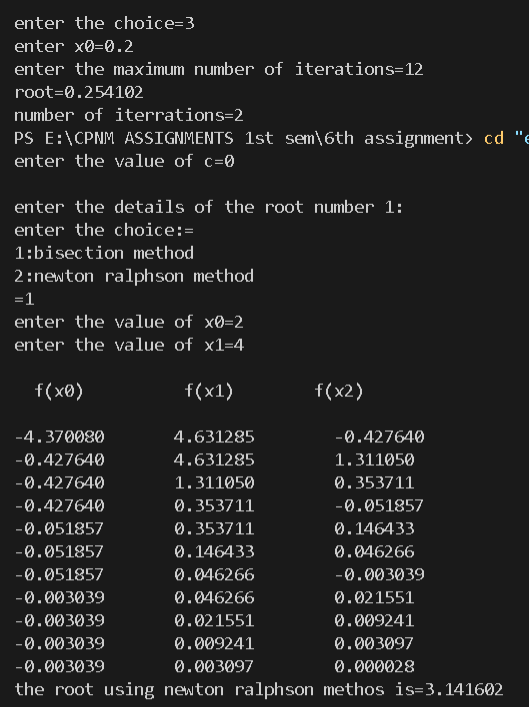 enter the choice=3
enter x0=0.2
enter the maximum number of iterations=12
root=0.254102
number of iterrations=2
PS E:\CPNM ASSIGNMENTS 1st sem\6th assignment> cd "e
enter the value of c=0
enter the details of the root number 1:
enter the choice:=
1:bisection method
2:newton ralphson method
=1
enter the value of x0=2
enter the value of x1=4
f(x0) f(x1) f(x2)
-4.370080 4.631285 -0.427640
-0.427640 4.631285 1.311050
-0.427640 1.311050 0.353711
-0.427640 0.353711 -0.051857
-0.051857 0.353711 0.146433
-0.051857 0.146433 0.046266
-0.051857 0.046266 -0.003039
-0.003039 0.046266 0.021551
-0.003039 0.021551 0.009241
-0.003039 0.009241 0.003097
-0.003039 0.003097 0.000028
the root using newton ralphson methos is=3.141602